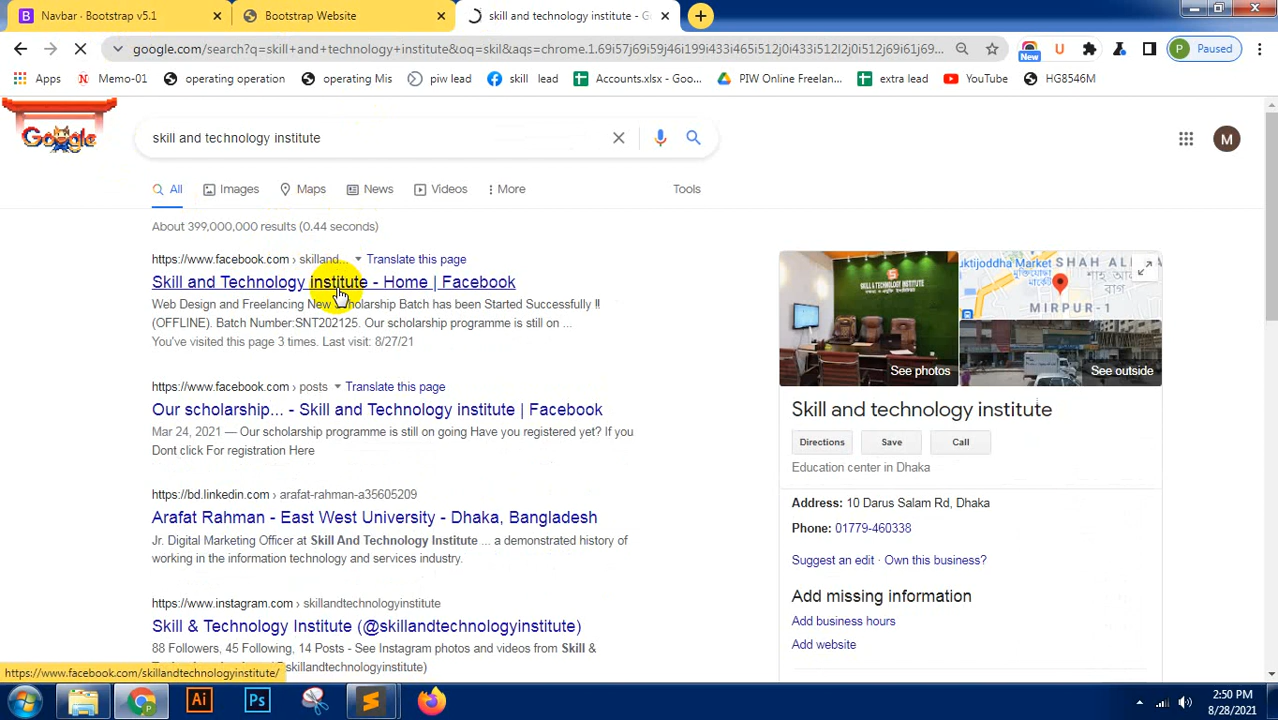 Navbar · Bootstrap v5.1
Bootstrap Website
skill and technology institute - G
google.com/search?q=skill+and+technology+institute&oq=skil&aqs=chrome.1.69i57j69i59j46i199i433i465i512j0i433i512l2j0i512j69i61j69...
New
Paused
Apps
Memo-01
operating operation
operating Mis
piw lead
skill lead
Accounts.xlsx - Goo...
PIW Online Freelan...
extra lead
YouTube
HG8546M
Google
skill and technology institute
M
All
Images
Maps
News
Videos
More
Tools
About 399,000,000 results (0.44 seconds)
https://www.facebook.com › skilland... Translate this page
Skill and Technology institute - Home | Facebook
Web Design and Freelancing New Scholarship Batch has been Started Successfully !!
(OFFLINE). Batch Number:SNT202125. Our scholarship programme is still on ...
You've visited this page 3 times. Last visit: 8/27/21
https://www.facebook.com › posts Translate this page
Our scholarship... - Skill and Technology institute | Facebook
Mar 24, 2021 — Our scholarship programme is still on going Have you registered yet? If you
Dont click For registration Here
https://bd.linkedin.com › arafat-rahman-a35605209
Arafat Rahman - East West University - Dhaka, Bangladesh
Jr. Digital Marketing Officer at Skill And Technology Institute ... a demonstrated history of
working in the information technology and services industry.
https://www.instagram.com › skillandtechnologyinstitute
Skill & Technology Institute (@skillandtechnologyinstitute)
88 Followers, 45 Following, 14 Posts - See Instagram photos and videos from Skill &
skillandtechnologyinstitute)
SKILL & TECHNOLOGY INSTITUTE
See photos
uktijoddha Market
SHAH ALI
বাগ
MIRPUR-1
মিরপুর-১
See outside
Skill and technology institute
Directions
Save
Call
Education center in Dhaka
Address: 10 Darus Salam Rd, Dhaka
Phone: 01779-460338
Suggest an edit · Own this business?
Add missing information
Add business hours
Add website
https://www.facebook.com/skillandtechnologyinstitute/
Ai
Ps
2:50 PM
8/28/2021